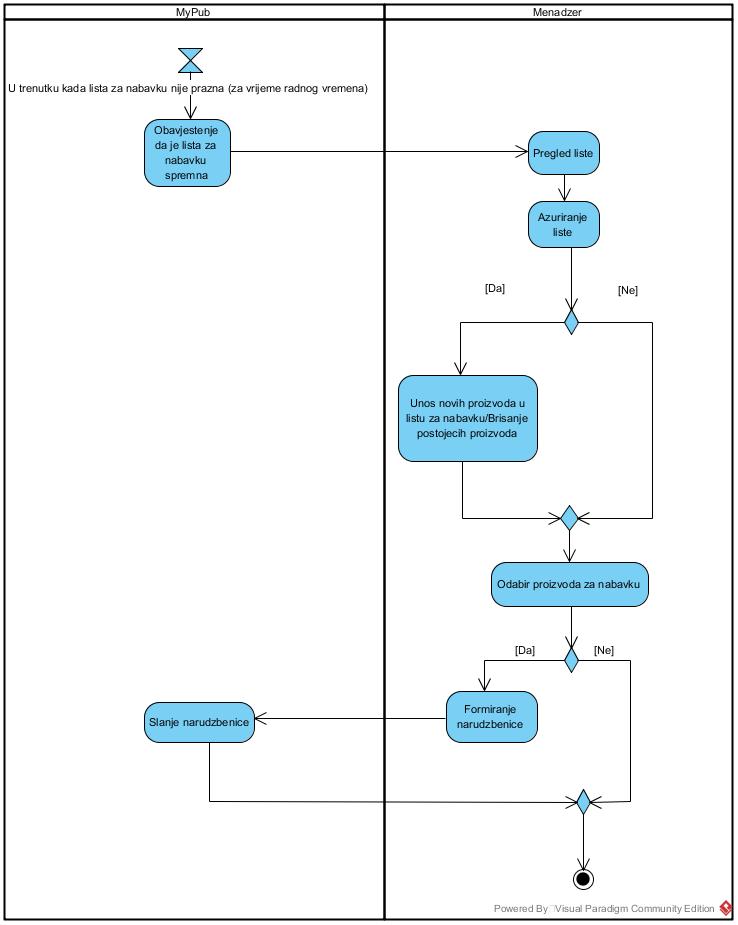 MyPub
Menadzer
U trenutku kada lista za nabavku nije prazna (za vrijeme radnog vremena)
Obavjestenje
da je lista za
nabavku
spremna
Pregled liste
Azuriranje
liste
[Da]
[Ne]
Unos novih proizvoda u
listu za nabavku/Brisanje
postojecih proizvoda
Odabir proizvoda za nabavku
[Da]
[Ne]
Formiranje
narudzbenice
Slanje narudzbenice
Powered By Visual Paradigm Community Edition